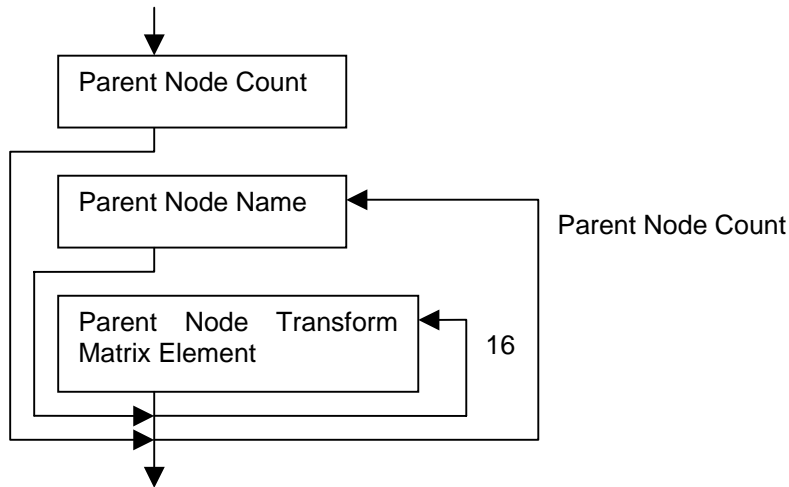 Parent Node Count
Parent Node Name
Parent Node Count
Parent Node Transform
Matrix Element
16